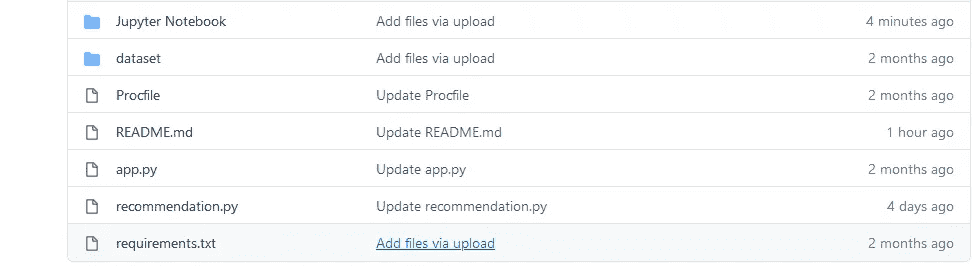 Jupyter Notebook Add files via upload 4 minutes ago
dataset Add files via upload 2 months ago
Procfile Update Procfile 2 months ago
README.md Update README.md 1 hour ago
app.py Update app.py 2 months ago
recommendation.py Update recommendation.py 4 days ago
requirements.txt Add files via upload 2 months ago